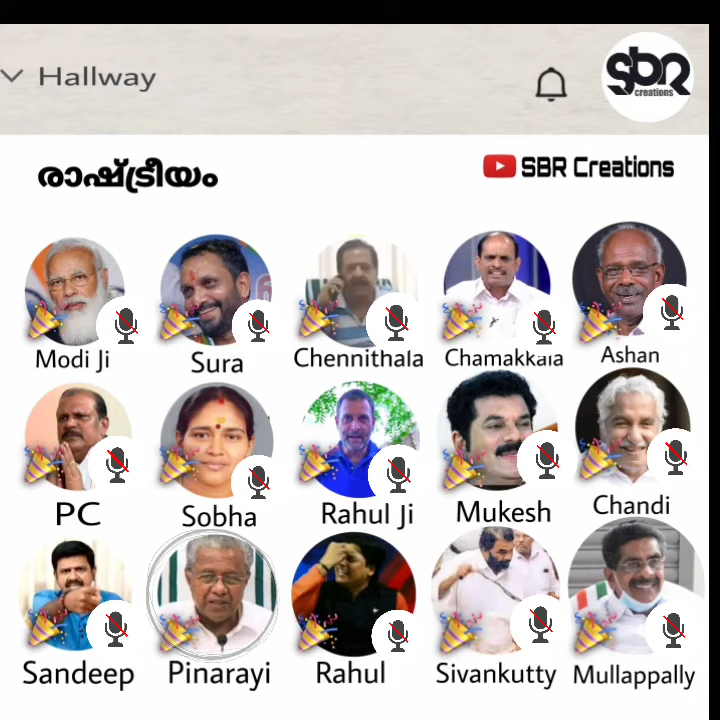 Hallway
SBR
creations
രാഷ്ട്രീയം
SBR Creations
Modi Ji Sura Chennithala Chamakkala Ashan
PC Sobha Rahul Ji Mukesh Chandi
Sandeep Pinarayi Rahul Sivankutty Mullappally